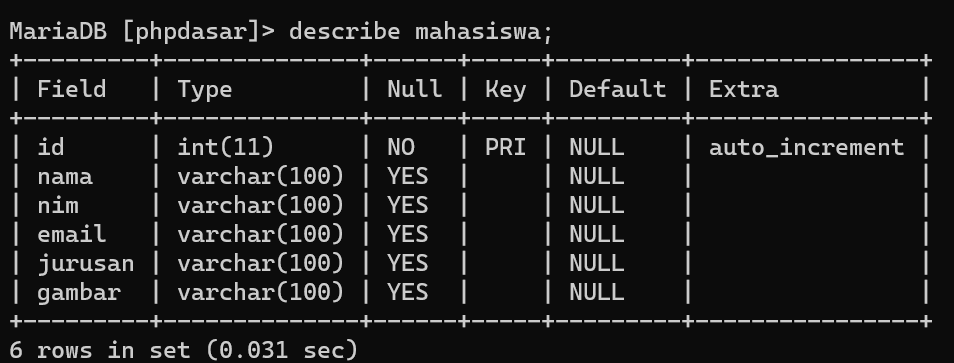 MariaDB [phpdasar]> describe mahasiswa;
+---------+--------------+------+-----+---------+----------------+
| Field   | Type         | Null | Key | Default | Extra          |
+---------+--------------+------+-----+---------+----------------+
| id      | int(11)      | NO   | PRI | NULL    | auto_increment |
| nama    | varchar(100) | YES  |     | NULL    |                |
| nim     | varchar(100) | YES  |     | NULL    |                |
| email   | varchar(100) | YES  |     | NULL    |                |
| jurusan | varchar(100) | YES  |     | NULL    |                |
| gambar  | varchar(100) | YES  |     | NULL    |                |
+---------+--------------+------+-----+---------+----------------+
6 rows in set (0.031 sec)